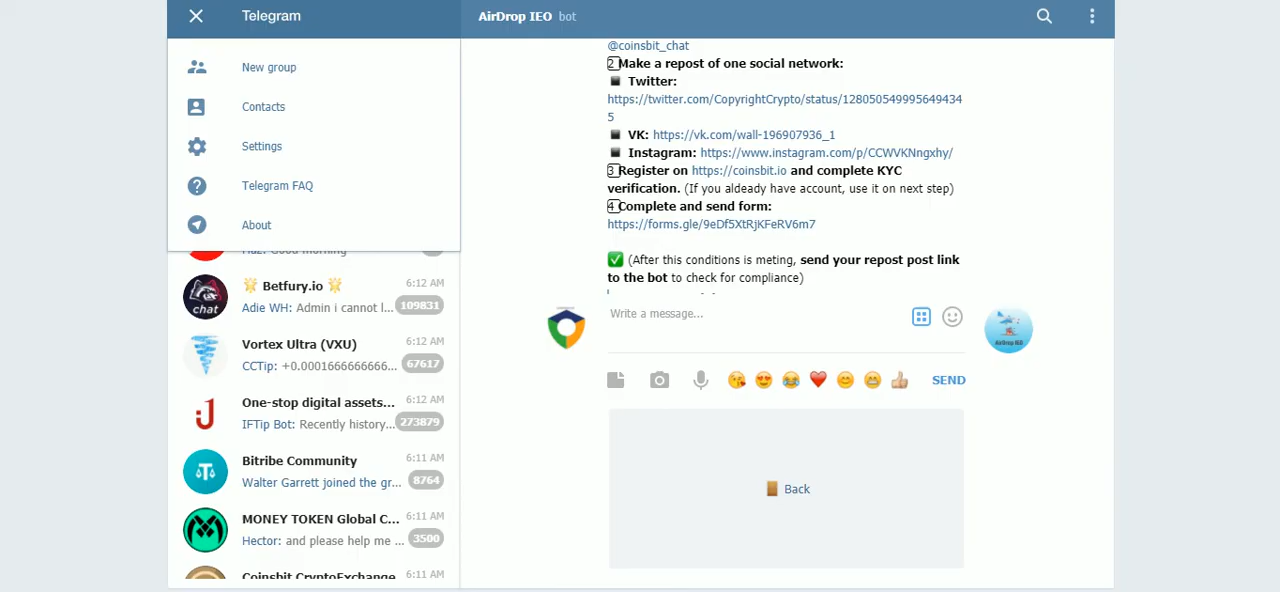 Telegram
AirDrop IEO bot
New group
Contacts
Settings
Telegram FAQ
About
Haz: Good morning
Betfury.io
6:12 AM
Adie WH: Admin i cannot l...
109831
chat
Vortex Ultra (VXU)
6:12 AM
CCTip: +0.0001666666666...
67617
One-stop digital assets...
6:12 AM
IFTip Bot: Recently history...
273879
Bitribe Community
6:11 AM
Walter Garrett joined the gr...
8764
MONEY TOKEN Global C...
6:11 AM
Hector: and please help me ...
3500
Coinsbit CryptoExchange
6:11 AM
@coinsbit_chat
2 Make a repost of one social network:
Twitter:
https://twitter.com/CopyrightCrypto/status/128050549995649434
5
VK: https://vk.com/wall-196907936_1
Instagram: https://www.instagram.com/p/CCWVKNngxhy/
3 Register on https://coinsbit.io and complete KYC
verification. (If you aldeady have account, use it on next step)
4 Complete and send form:
https://forms.gle/9eDf5XtRjKFeRV6m7
✅ (After this conditions is meting, send your repost post link
to the bot to check for compliance)
Write a message...
AirDrop IEO
SEND
Back